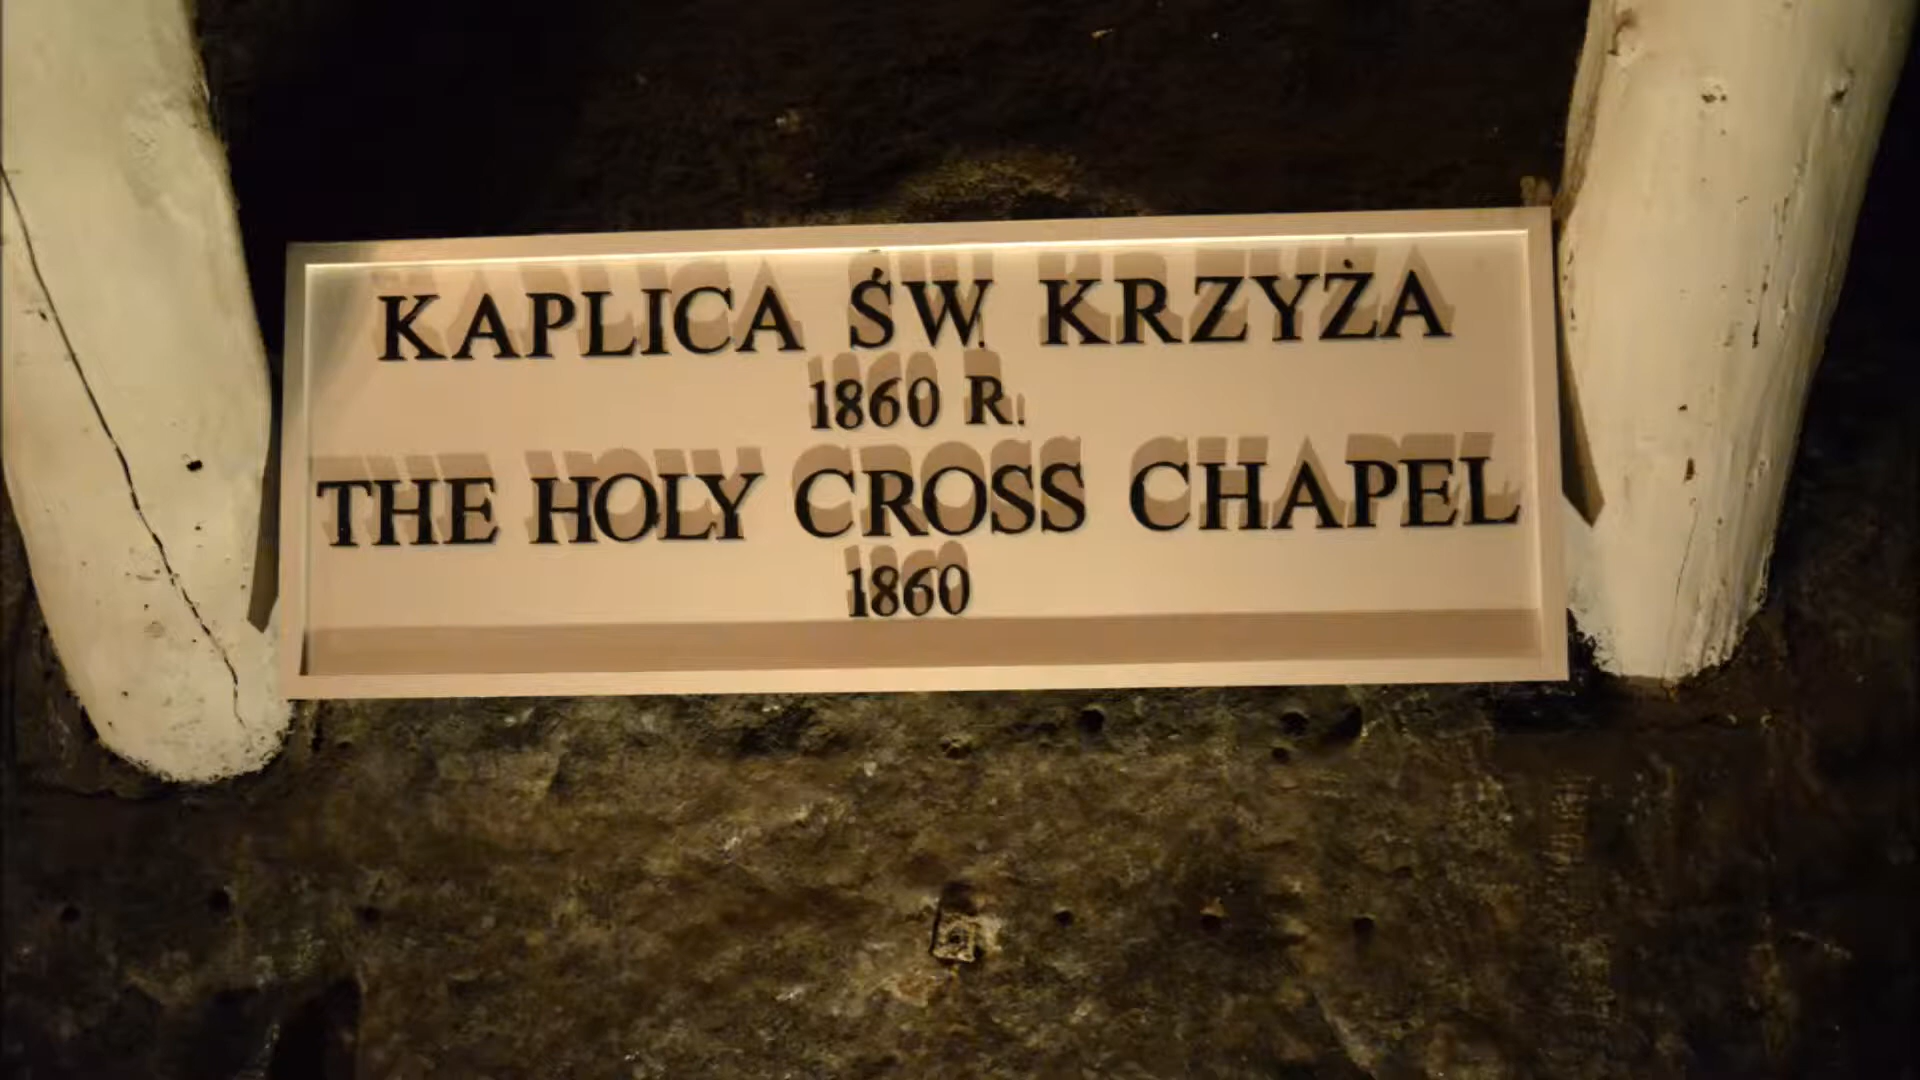 KAPLICA ŚW. KRZYŻA
1860 R.
THE HOLY CROSS CHAPEL
1860